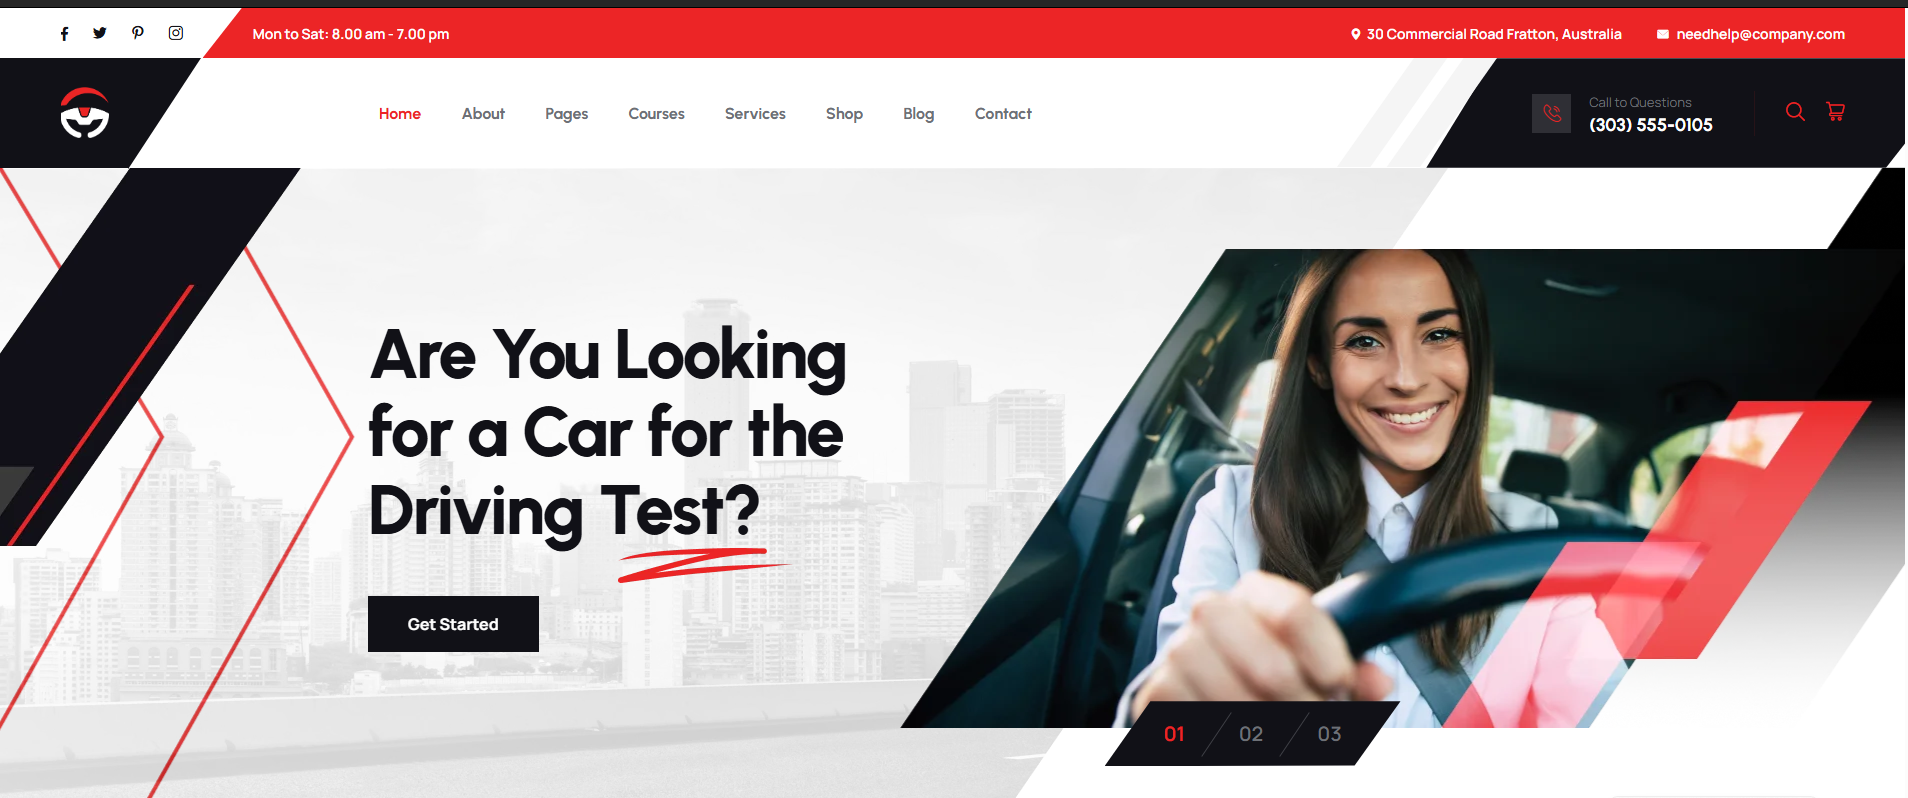 Mon to Sat: 8.00 am - 7.00 pm
30 Commercial Road Fratton, Australia
needhelp@company.com
Home
About
Pages
Courses
Services
Shop
Blog
Contact
Call to Questions
(303) 555-0105
Are You Looking
for a Car for the
Driving Test?
Get Started
01
02
03